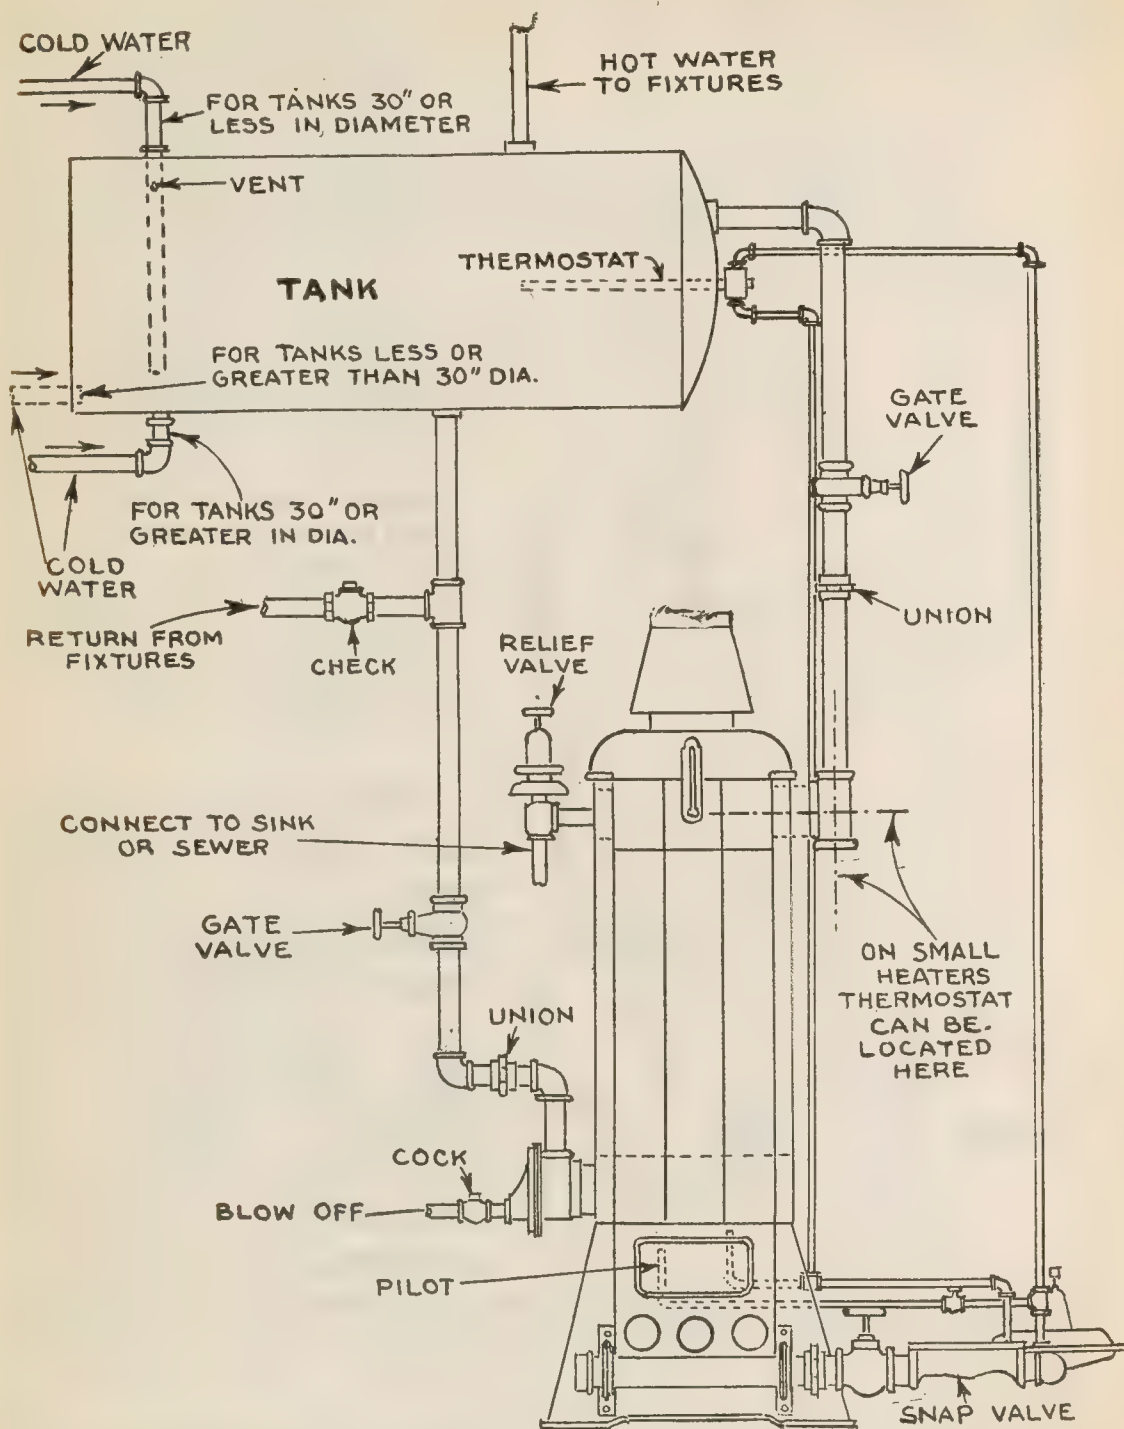 COLD WATER
HOT WATER
TO FIXTURES
FOR TANKS 30" OR
LESS IN DIAMETER
VENT
THERMOSTAT
TANK
FOR TANKS LESS OR
GREATER THAN 30" DIA.
GATE
VALVE
FOR TANKS 30" OR
GREATER IN DIA.
COLD
WATER
UNION
RETURN FROM
FIXTURES
CHECK
RELIEF
VALVE
CONNECT TO SINK
OR SEWER
GATE
VALVE
ON SMALL
HEATERS
THERMOSTAT
CAN BE.
LOCATED
HERE
UNION
COCK
BLOW OFF
PILOT
SNAP VALVE